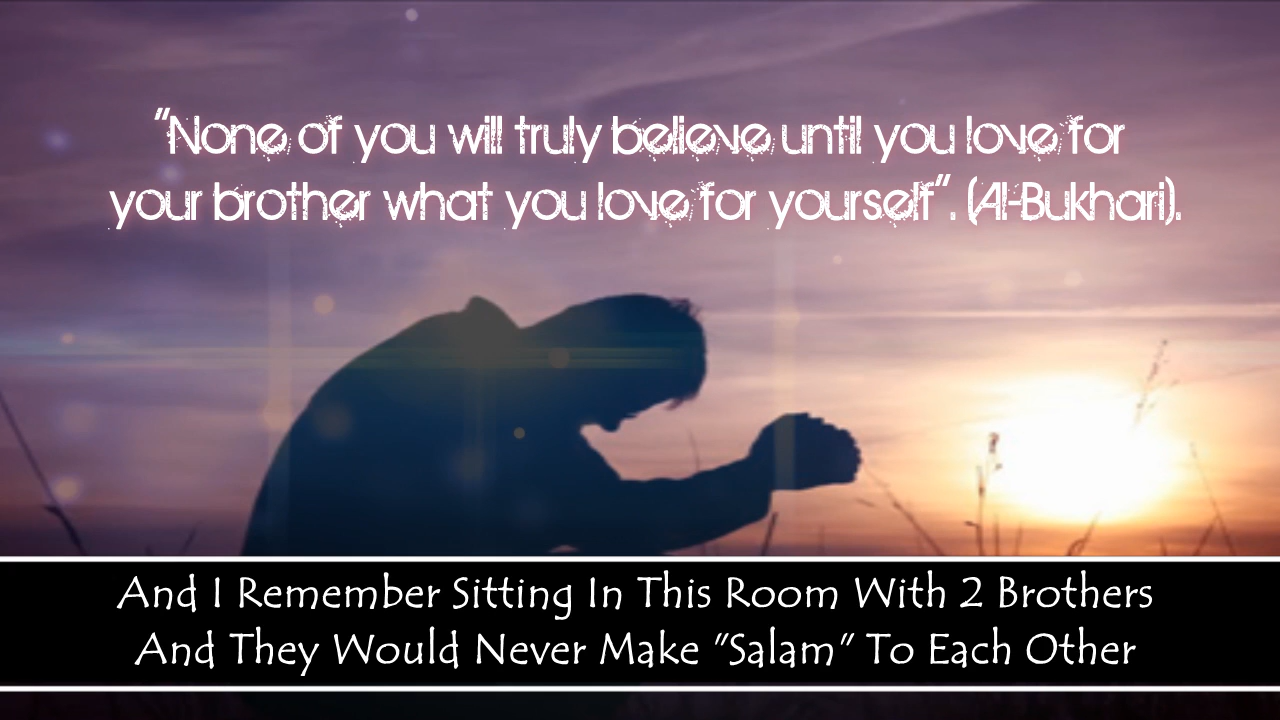 "None of you will truly believe until you love for
your brother what you love for yourself". (Al-Bukhari).
And I Remember Sitting In This Room With 2 Brothers
And They Would Never Make "Salam" To Each Other